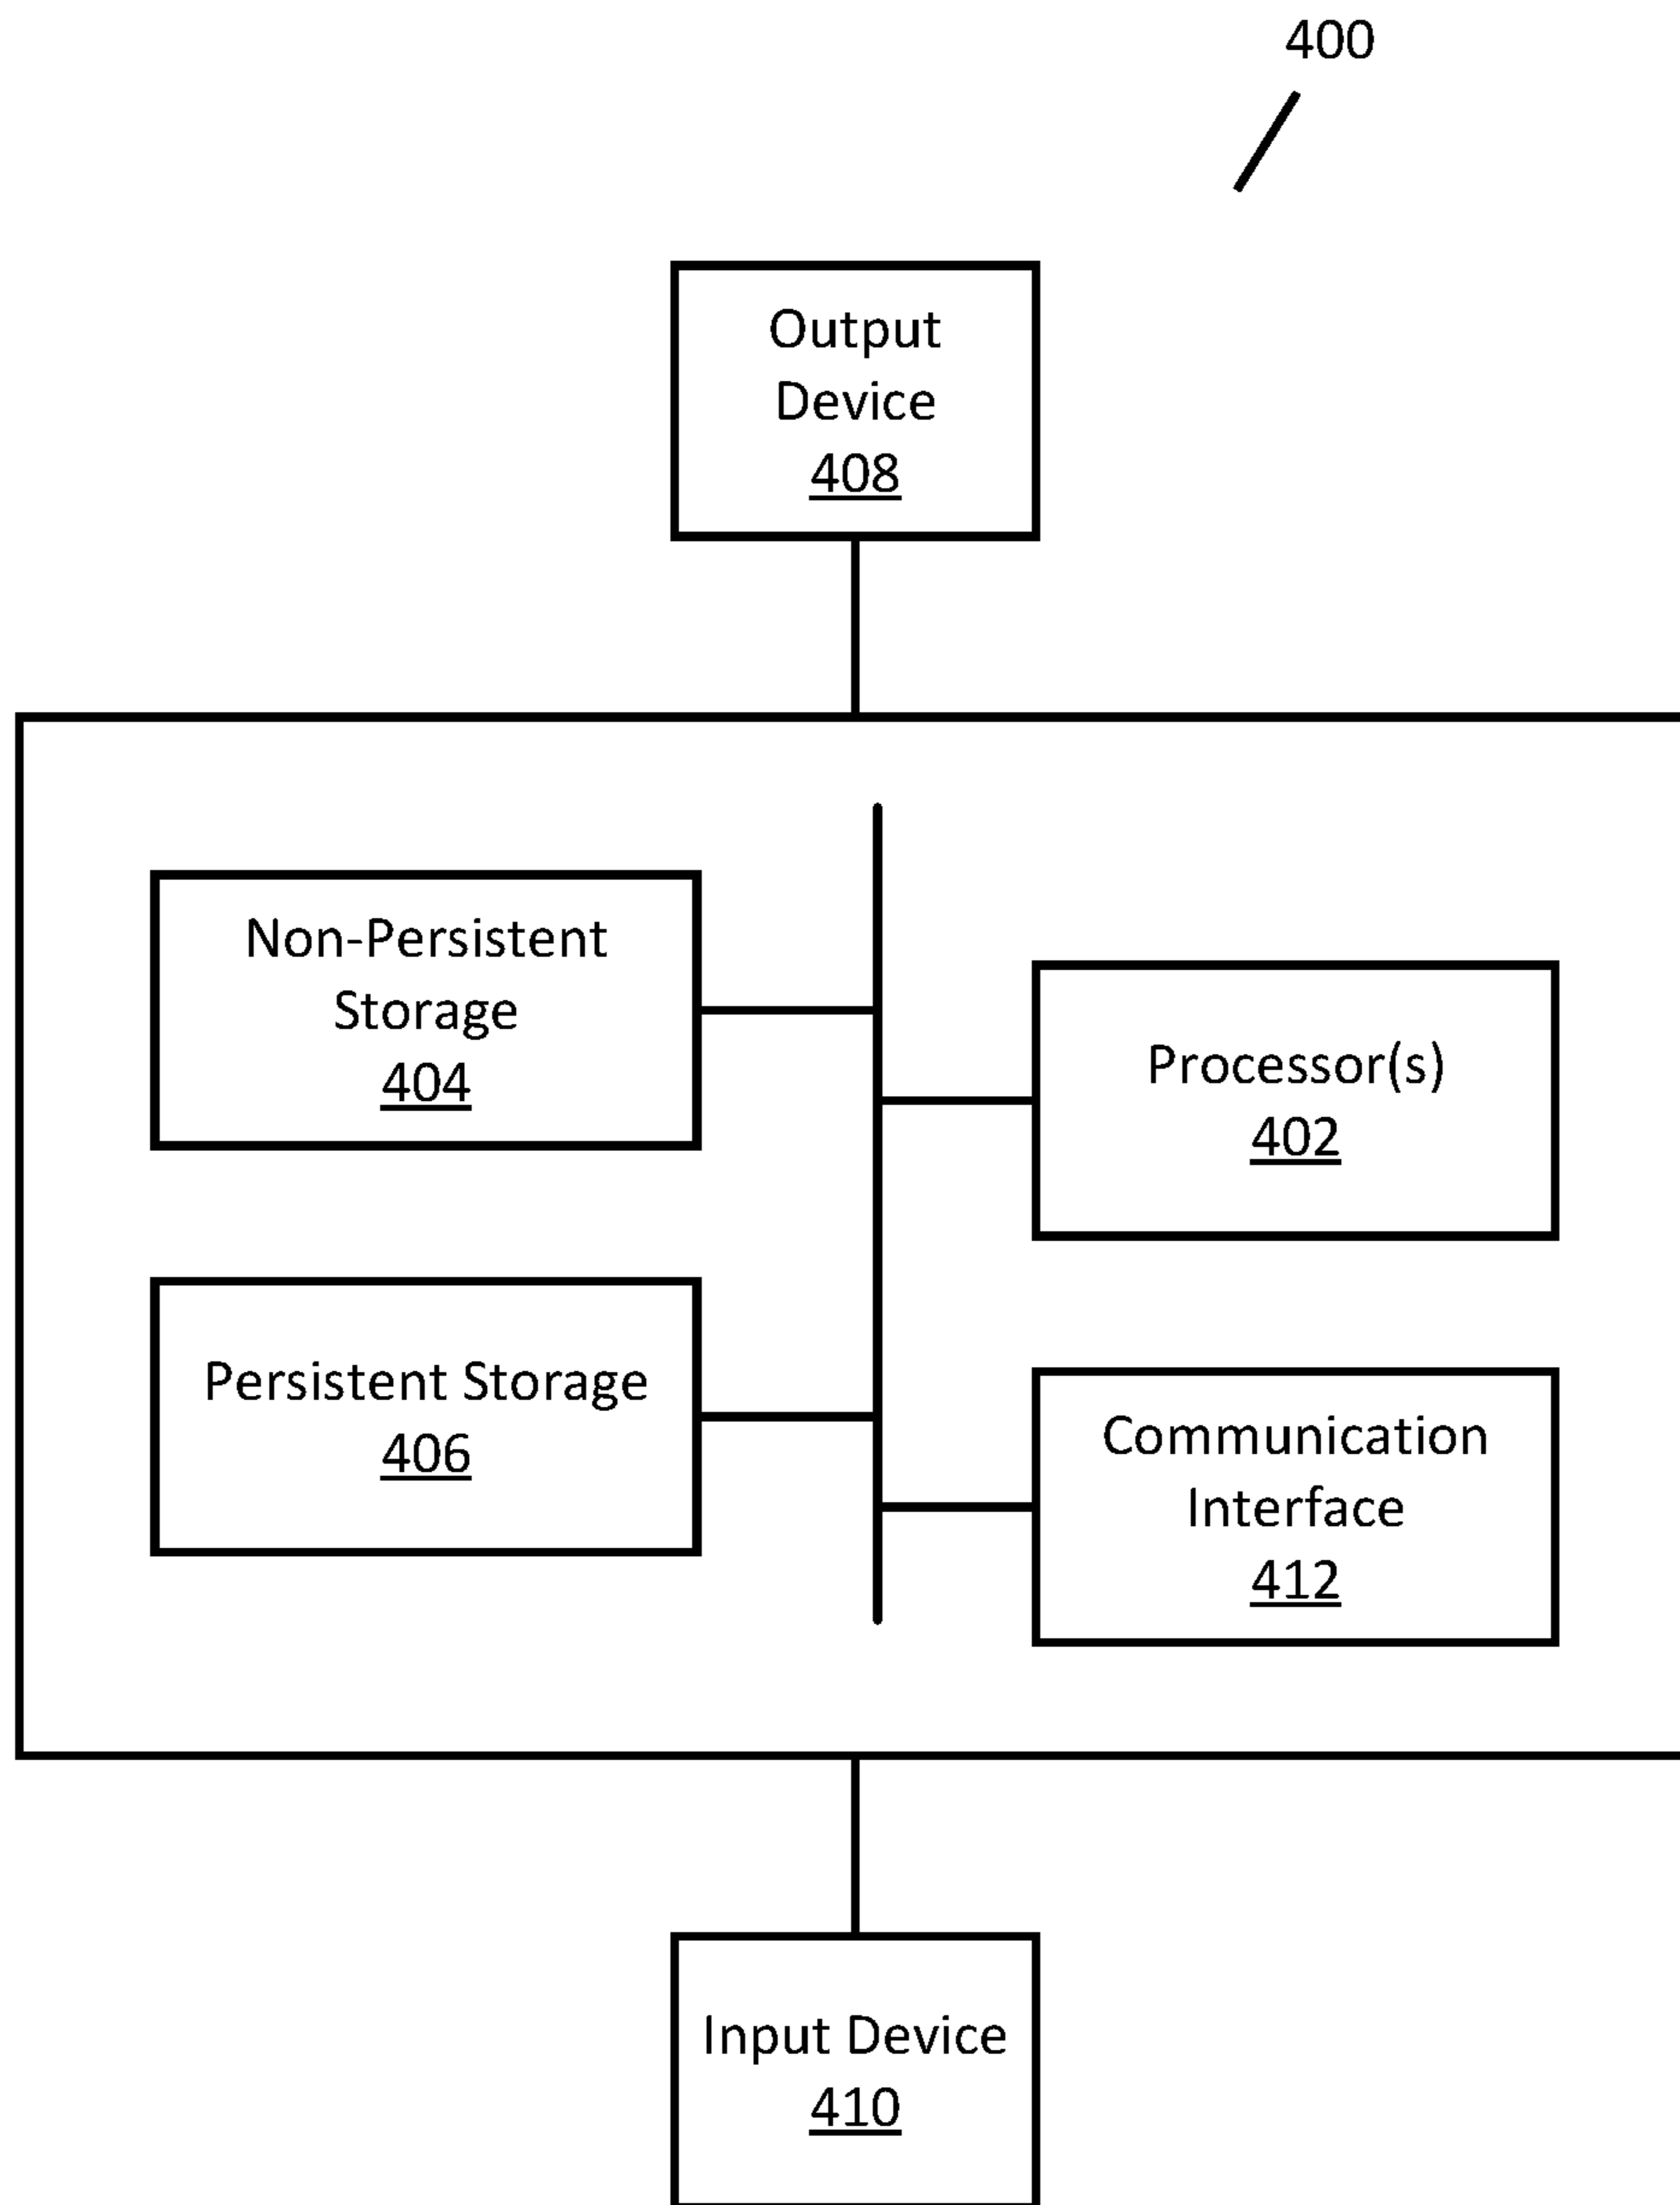 400
Output
Device
408
Non-Persistent
Storage
404
Processor(s)
402
Persistent Storage
406
Communication
Interface
412
Input Device
410